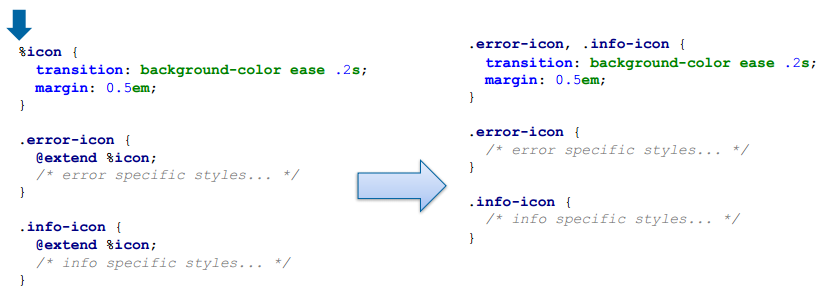 %icon {
  transition: background-color ease .2s;
  margin: 0.5em;
}
.error-icon {
  @extend %icon;
  /* error specific styles... */
}
.info-icon {
  @extend %icon;
  /* info specific styles... */
}
.error-icon, .info-icon {
  transition: background-color ease .2s;
  margin: 0.5em;
}
.error-icon {
  /* error specific styles... */
}
.info-icon {
  /* info specific styles... */
}